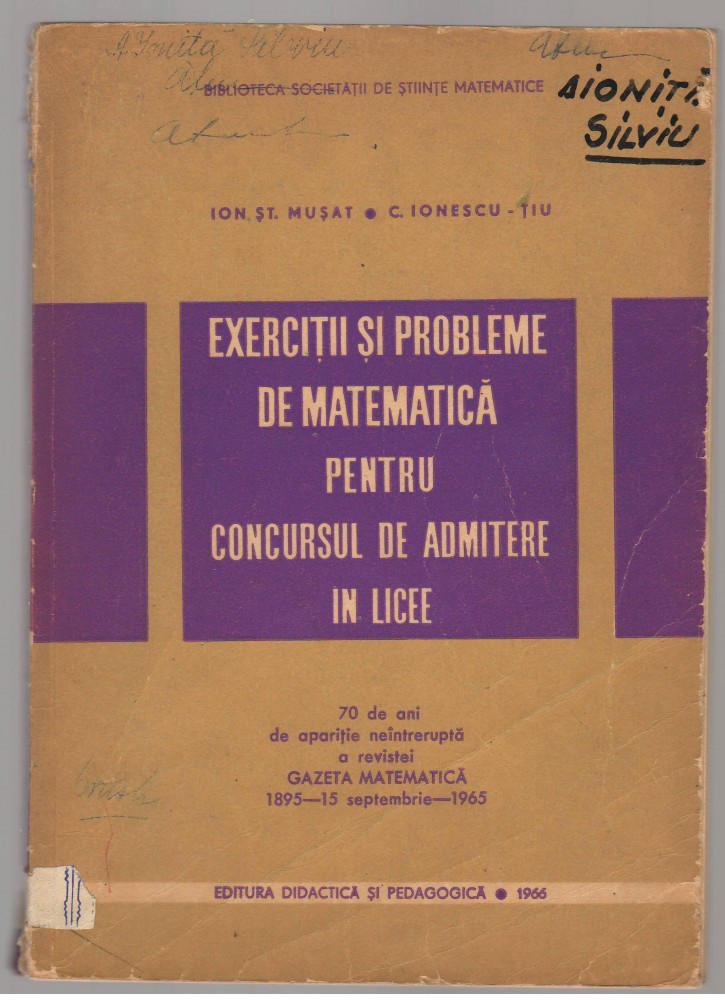 A. Ioniță Silviu
BIBLIOTECA SOCIETĂȚII DE ȘTIINȚE MATEMATICE
AIONIȚĂ
SILVIU
ION ȘT. MUȘAT • C. IONESCU - ȚIU
EXERCIȚII ȘI PROBLEME
DE MATEMATICĂ
PENTRU
CONCURSUL DE ADMITERE
IN LICEE
70 de ani
de apariție neîntreruptă
a revistei
GAZETA MATEMATICĂ
1895—15 septembrie—1965
EDITURA DIDACTICĂ ȘI PEDAGOGICĂ • 1966